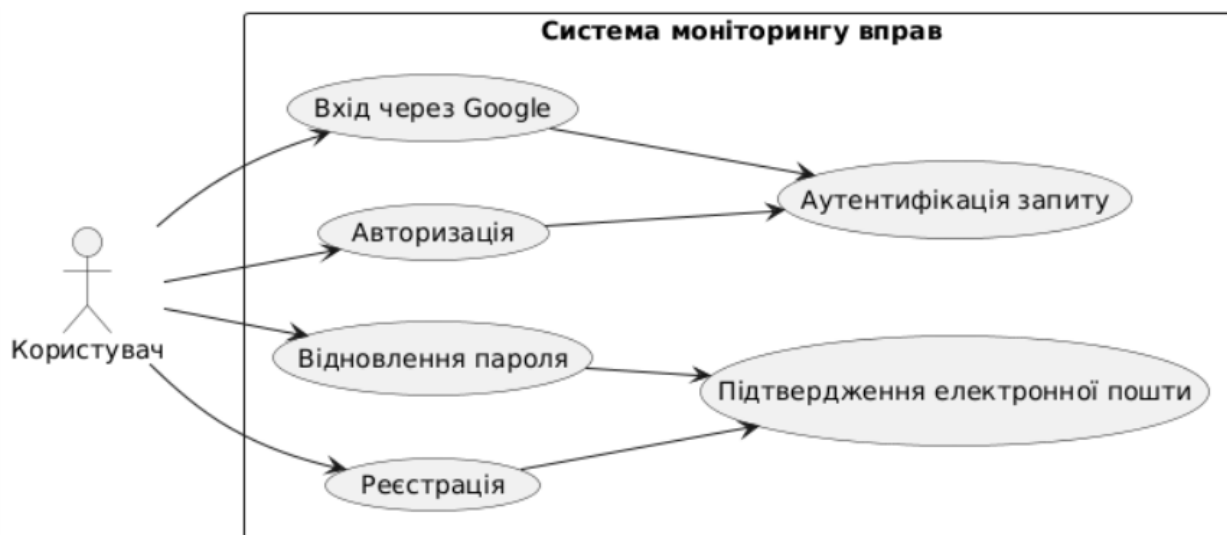 Система моніторингу вправ
Вхід через Google
Аутентифікація запиту
Авторизація
Користувач
Відновлення пароля
Підтвердження електронної пошти
Реєстрація